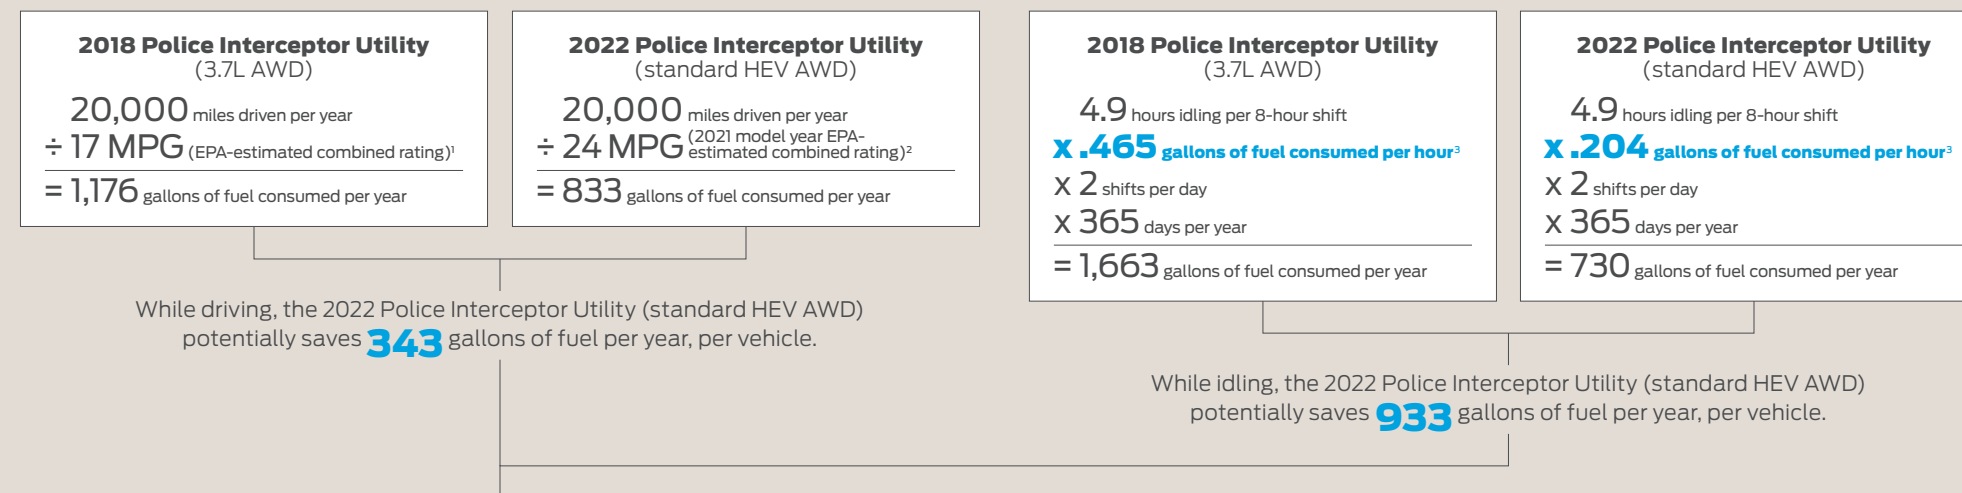 2018 Police Interceptor Utility
(3.7L AWD)
20,000 miles driven per year
÷ 17 MPG (EPA-estimated combined rating)¹
= 1,176 gallons of fuel consumed per year
2022 Police Interceptor Utility
(standard HEV AWD)
20,000 miles driven per year
÷ 24 MPG (2021 model year EPA-
estimated combined rating)²
= 833 gallons of fuel consumed per year
While driving, the 2022 Police Interceptor Utility (standard HEV AWD)
potentially saves 343 gallons of fuel per year, per vehicle.
2018 Police Interceptor Utility
(3.7L AWD)
4.9 hours idling per 8-hour shift
x .465 gallons of fuel consumed per hour³
x 2 shifts per day
x 365 days per year
= 1,663 gallons of fuel consumed per year
2022 Police Interceptor Utility
(standard HEV AWD)
4.9 hours idling per 8-hour shift
x .204 gallons of fuel consumed per hour³
x 2 shifts per day
x 365 days per year
= 730 gallons of fuel consumed per year
While idling, the 2022 Police Interceptor Utility (standard HEV AWD)
potentially saves 933 gallons of fuel per year, per vehicle.